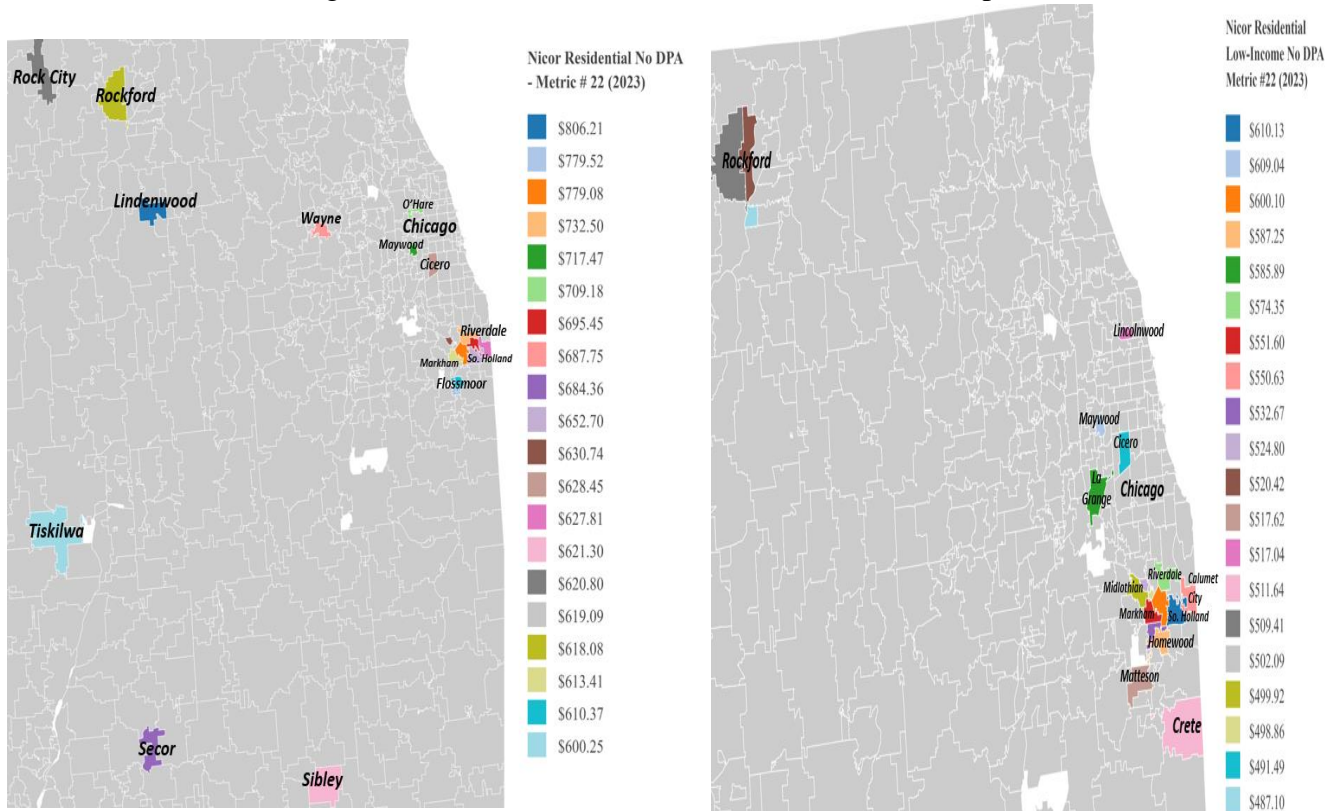 Nicor Residential No DPA
- Metric # 22 (2023)
$806.21
$779.52
$779.08
$732.50
$717.47
$709.18
$695.45
$687.75
$684.36
$652.70
$630.74
$628.45
$627.81
$621.30
$620.80
$619.09
$618.08
$613.41
$610.37
$600.25
Rock City
Rockford
Lindenwood
Wayne
O'Hare
Chicago
Maywood
Cicero
Riverdale
Markham
So. Holland
Flossmoor
Tiskilwa
Secor
Sibley
Nicor Residential
Low-Income No DPA
Metric #22 (2023)
$610.13
$609.04
$600.10
$587.25
$585.89
$574.35
$551.60
$550.63
$532.67
$524.80
$520.42
$517.62
$517.04
$511.64
$509.41
$502.09
$499.92
$498.86
$491.49
$487.10
Rockford
Lincolnwood
Maywood
Cicero
La
Grange
Chicago
Riverdale
Calumet
City
Midlothian
Markham
So. Holland
Homewood
Matteson
Crete